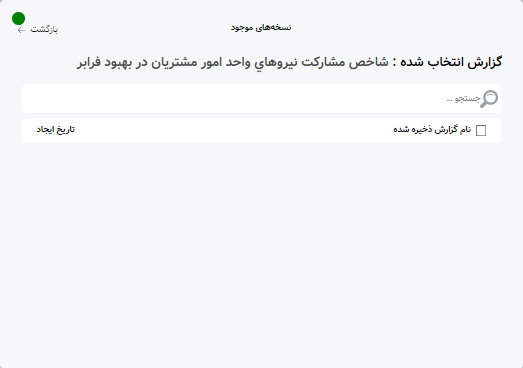 نسخه‌های موجود
بازگشت
گزارش انتخاب شده : شاخص مشارکت نيروهاي واحد امور مشتريان در بهبود فرابر
جستجو ...
نام گزارش ذخیره شده
تاریخ ایجاد